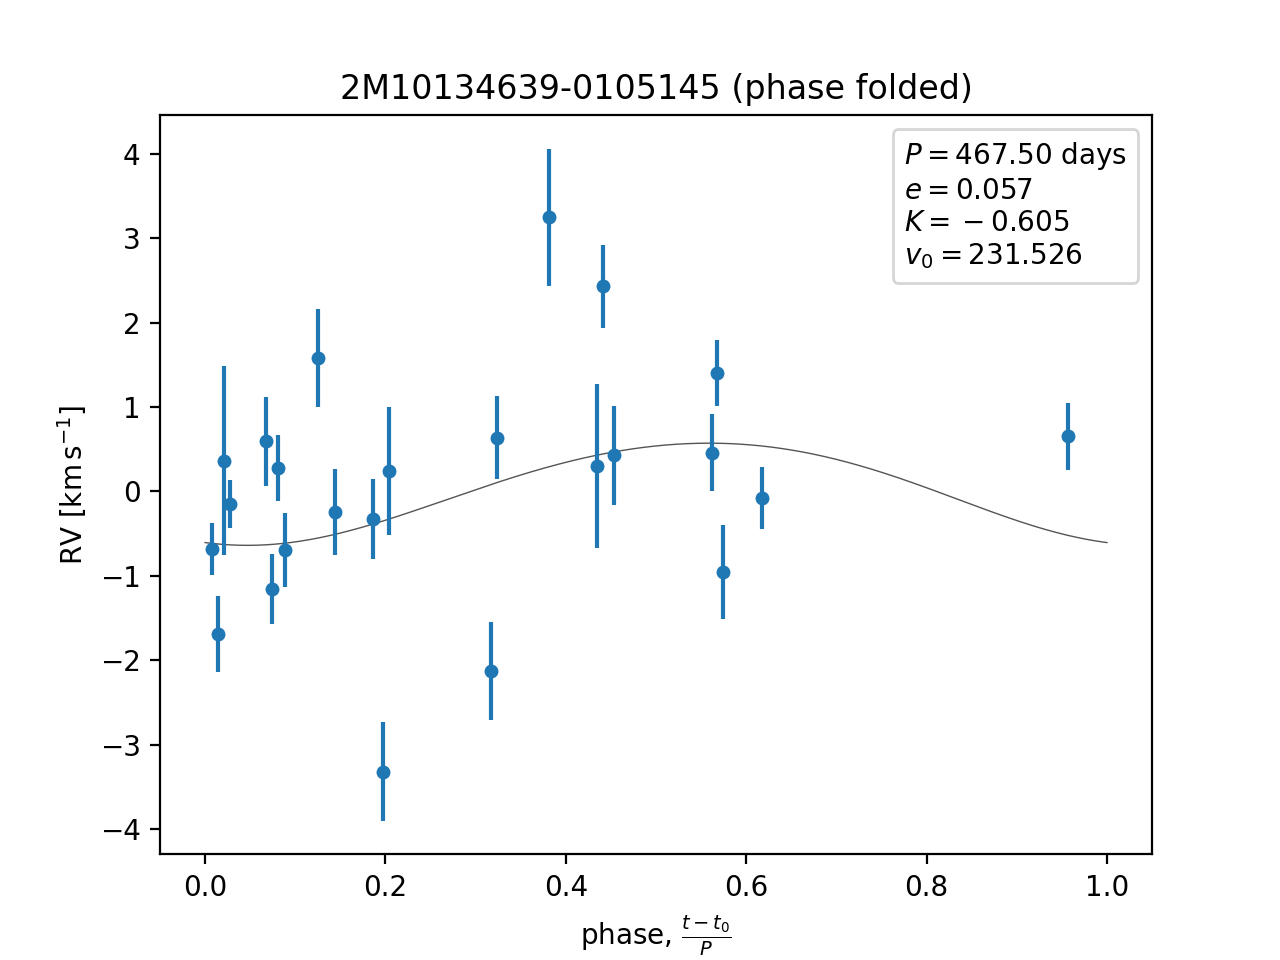 2M10134639-0105145 (phase folded)
P = 467.50 days
e = 0.057
K = −0.605
v₀ = 231.526
4
3
2
1
0
−1
−2
−3
−4
RV [km s⁻¹]
0.0 0.2 0.4 0.6 0.8 1.0
phase, (t − t₀)/P